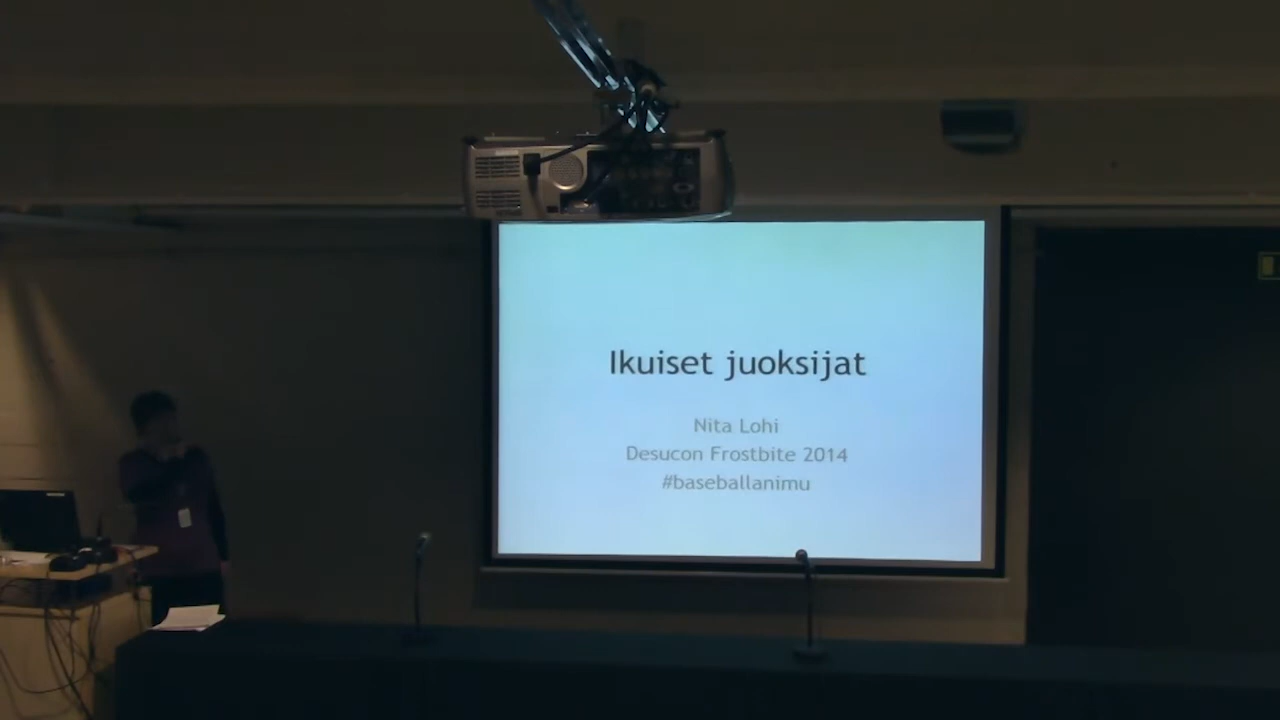 Ikuiset juoksijat
Nita Lohi
Desucon Frostbite 2014
#baseballanimu